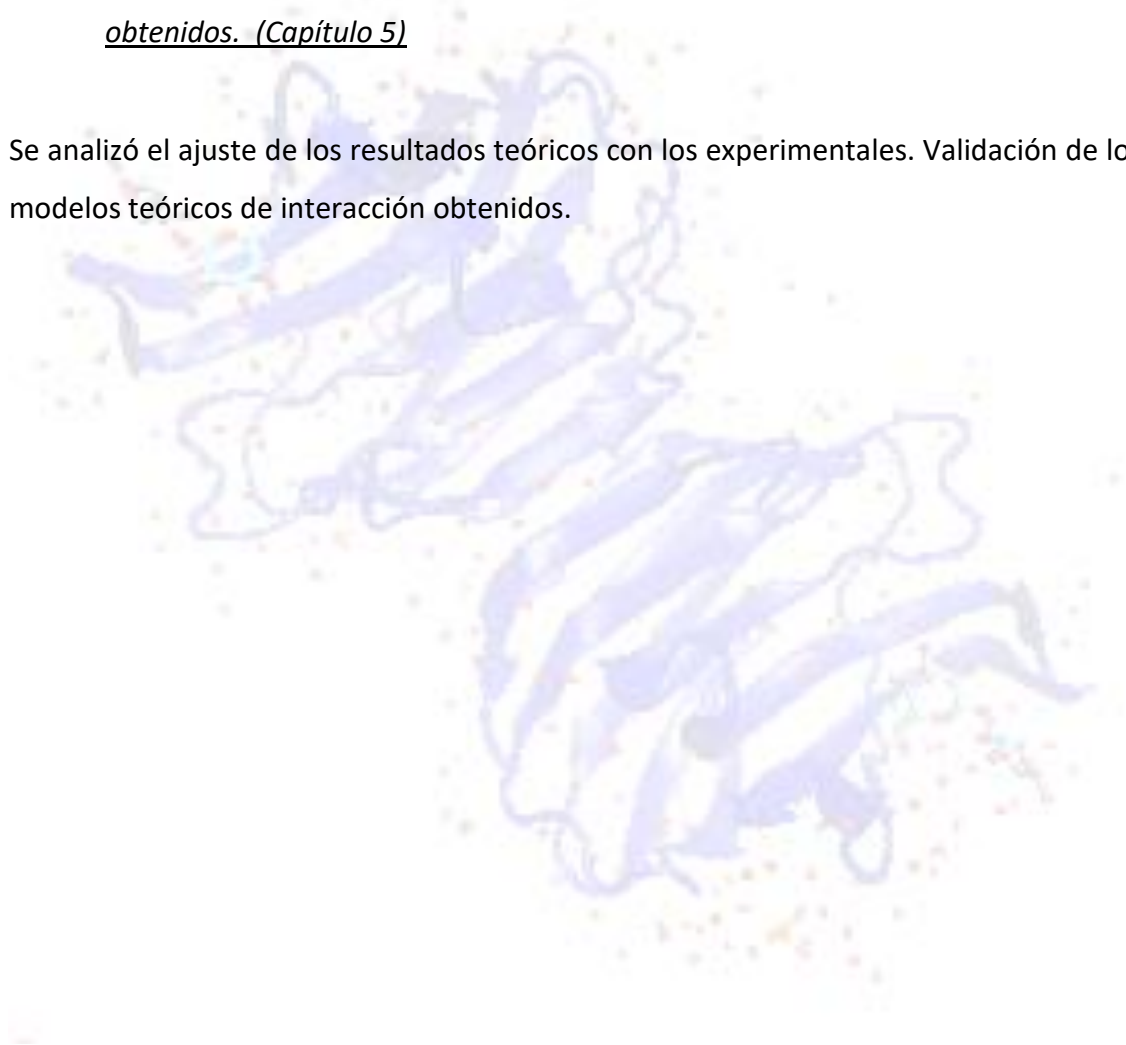 obtenidos. (Capítulo 5)
Se analizó el ajuste de los resultados teóricos con los experimentales. Validación de lo
modelos teóricos de interacción obtenidos.